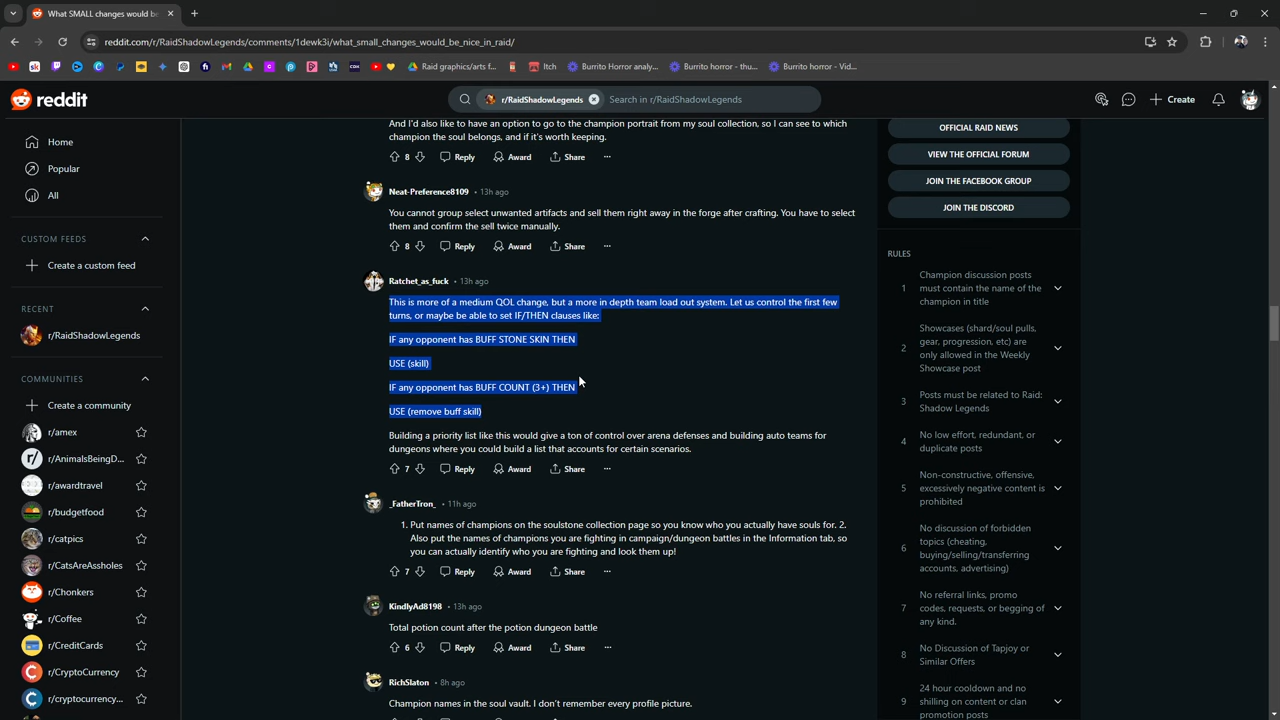 What SMALL changes would be
reddit.com/r/RaidShadowLegends/comments/1dewk3i/what_small_changes_would_be_nice_in_raid/
Raid graphics/arts f...
Itch
Burrito Horror analy...
Burrito horror - thu...
Burrito horror - Vid...
reddit
r/RaidShadowLegends
Search in r/RaidShadowLegends
Create
Home
Popular
All
CUSTOM FEEDS
Create a custom feed
RECENT
r/RaidShadowLegends
COMMUNITIES
Create a community
r/amex
r/AnimalsBeingD...
r/awardtravel
r/budgetfood
r/catpics
r/CatsAreAssholes
r/Chonkers
r/Coffee
r/CreditCards
r/CryptoCurrency
r/cryptocurrency...
And I'd also like to have an option to go to the champion portrait from my soul collection, so I can see to which
champion the soul belongs, and if it's worth keeping.
8 Reply Award Share ...
Neat-Preference8109 • 13h ago
You cannot group select unwanted artifacts and sell them right away in the forge after crafting. You have to select
them and confirm the sell twice manually.
8 Reply Award Share ...
Ratchet_as_fuck • 13h ago
This is more of a medium QOL change, but a more in depth team load out system. Let us control the first few
turns, or maybe be able to set IF/THEN clauses like:
IF any opponent has BUFF STONE SKIN THEN
USE (skill)
IF any opponent has BUFF COUNT (3+) THEN
USE (remove buff skill)
Building a priority list like this would give a ton of control over arena defenses and building auto teams for
dungeons where you could build a list that accounts for certain scenarios.
7 Reply Award Share ...
_FatherTron_ • 11h ago
1. Put names of champions on the soulstone collection page so you know who you actually have souls for. 2.
Also put the names of champions you are fighting in campaign/dungeon battles in the Information tab, so
you can actually identify who you are fighting and look them up!
7 Reply Award Share ...
KindlyAd8198 • 13h ago
Total potion count after the potion dungeon battle
6 Reply Award Share ...
RichSlaton • 8h ago
Champion names in the soul vault. I don't remember every profile picture.
OFFICIAL RAID NEWS
VIEW THE OFFICIAL FORUM
JOIN THE FACEBOOK GROUP
JOIN THE DISCORD
RULES
1 Champion discussion posts
must contain the name of the
champion in title
2 Showcases (shard/soul pulls,
gear, progression, etc) are
only allowed in the Weekly
Showcase post
3 Posts must be related to Raid:
Shadow Legends
4 No low effort, redundant, or
duplicate posts
5 Non-constructive, offensive,
excessively negative content is
prohibited
6 No discussion of forbidden
topics (cheating,
buying/selling/transferring
accounts, advertising)
7 No referral links, promo
codes, requests, or begging of
any kind.
8 No Discussion of Tapjoy or
Similar Offers
9 24 hour cooldown and no
shilling on content or clan
promotion posts